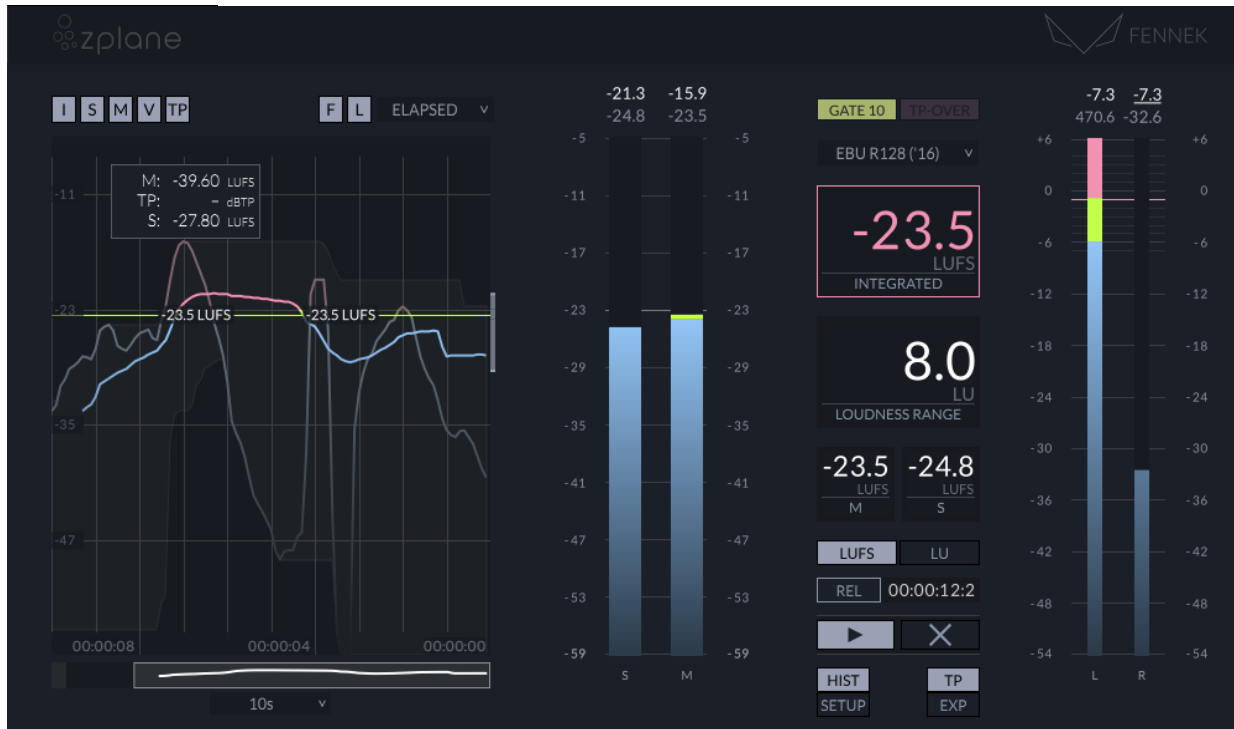 zplane
FENNEK
I S M V TP
F L ELAPSED v
M: -39.60 LUFS
TP: – dBTP
S: -27.80 LUFS
-11
-23
-23.5 LUFS -23.5 LUFS
-35
-47
00:00:08 00:00:04 00:00:00
10s v
-21.3 -15.9
-24.8 -23.5
-5 -5
-11 -11
-17 -17
-23 -23
-29 -29
-35 -35
-41 -41
-47 -47
-53 -53
-59 -59
S M
GATE 10 TP-OVER
EBU R128 ('16) v
-23.5
LUFS
INTEGRATED
8.0
LU
LOUDNESS RANGE
-23.5 -24.8
LUFS LUFS
M S
LUFS LU
REL 00:00:12:2
HIST TP
SETUP EXP
-7.3 -7.3
470.6 -32.6
+6 +6
0 0
-6 -6
-12 -12
-18 -18
-24 -24
-30 -30
-36 -36
-42 -42
-48 -48
-54 -54
L R